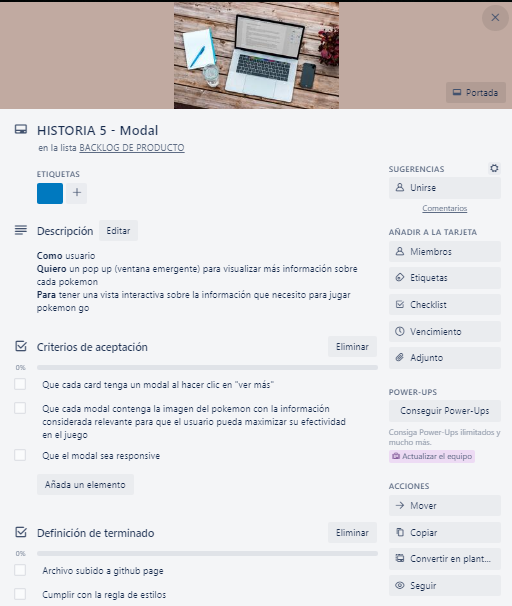 Portada
HISTORIA 5 - Modal
en la lista BACKLOG DE PRODUCTO
ETIQUETAS
+
Descripción
Editar
Como usuario
Quiero un pop up (ventana emergente) para visualizar más información sobre
cada pokemon
Para tener una vista interactiva sobre la información que necesito para jugar
pokemon go
Criterios de aceptación
Eliminar
0%
Que cada card tenga un modal al hacer clic en "ver más"
Que cada modal contenga la imagen del pokemon con la información
considerada relevante para que el usuario pueda maximizar su efectividad
en el juego
Que el modal sea responsive
Añada un elemento
Definición de terminado
Eliminar
0%
Archivo subido a github page
Cumplir con la regla de estilos
SUGERENCIAS
Unirse
Comentarios
AÑADIR A LA TARJETA
Miembros
Etiquetas
Checklist
Vencimiento
Adjunto
POWER-UPS
Conseguir Power-Ups
Consiga Power-Ups ilimitados y
mucho más.
Actualizar el equipo
ACCIONES
Mover
Copiar
Convertir en plant...
Seguir